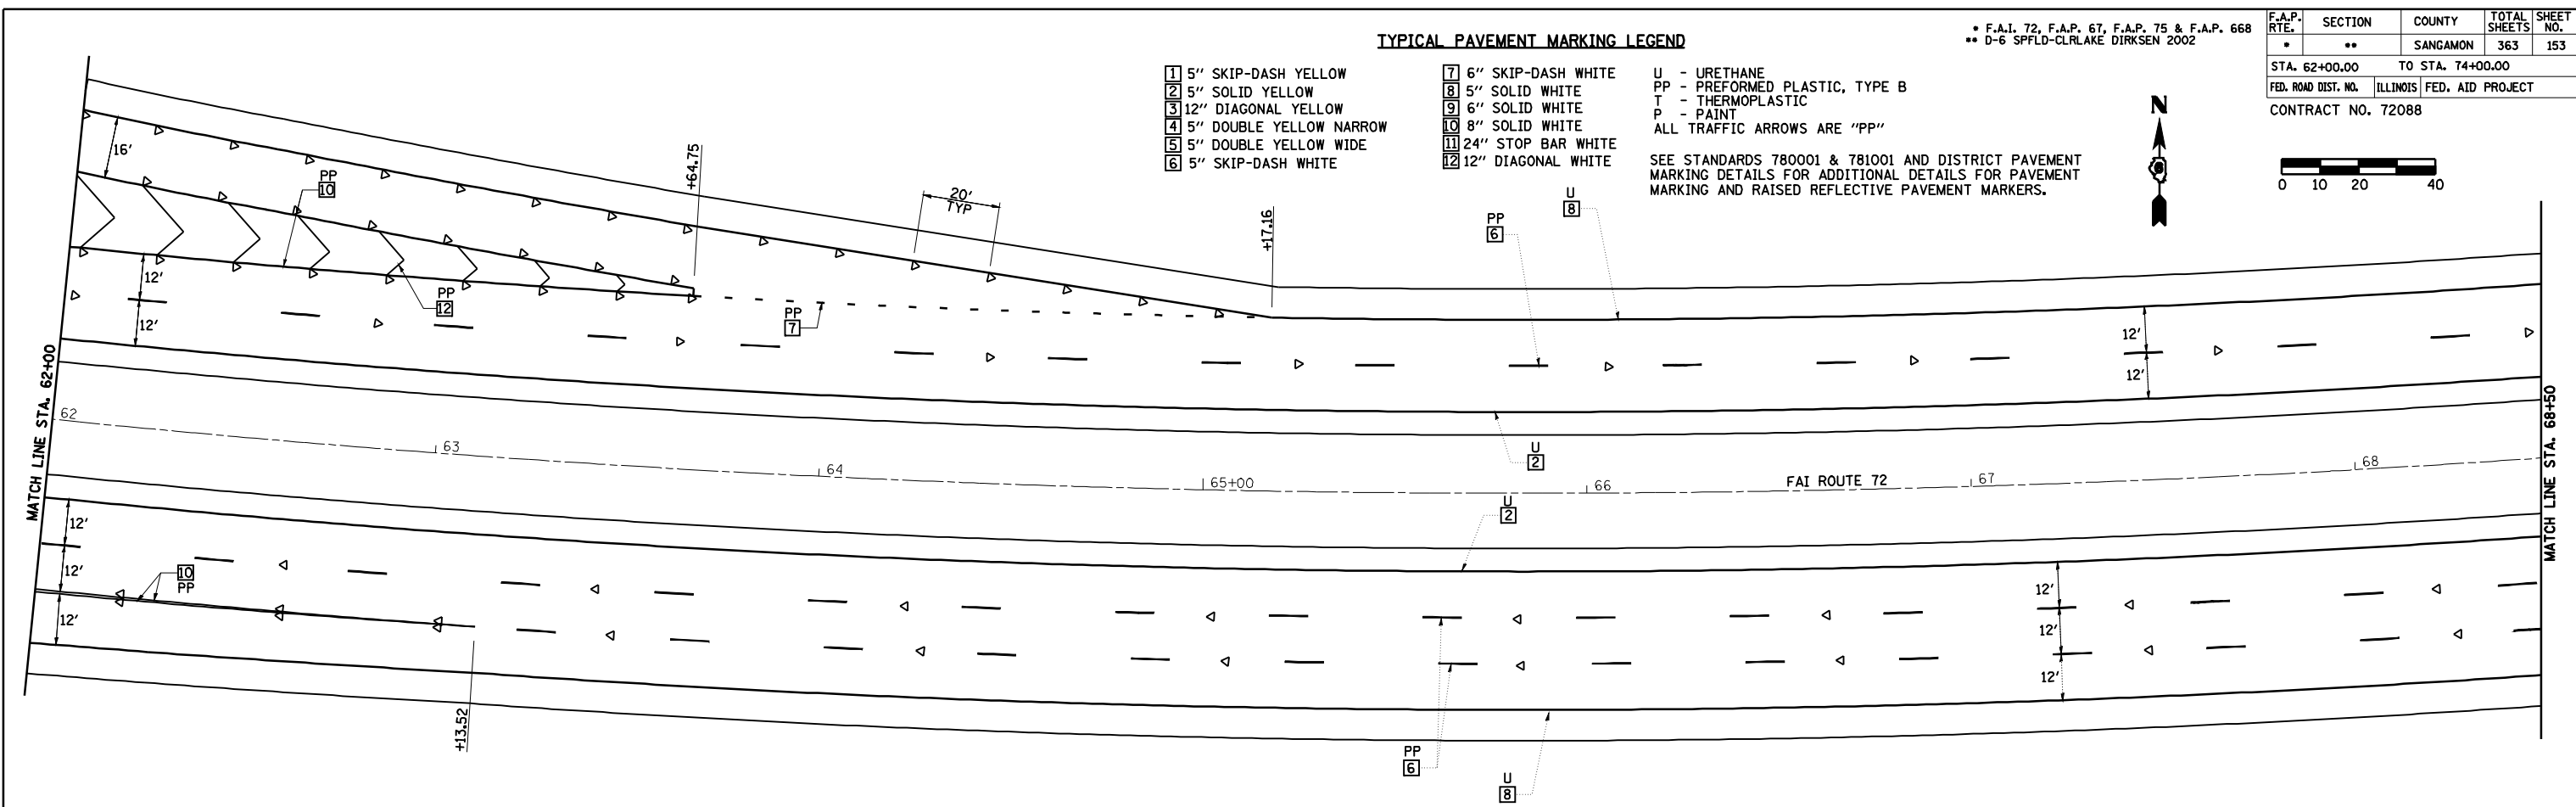 TYPICAL PAVEMENT MARKING LEGEND
1 5" SKIP-DASH YELLOW
2 5" SOLID YELLOW
3 12" DIAGONAL YELLOW
4 5" DOUBLE YELLOW NARROW
5 5" DOUBLE YELLOW WIDE
6 5" SKIP-DASH WHITE
7 6" SKIP-DASH WHITE
8 5" SOLID WHITE
9 6" SOLID WHITE
10 8" SOLID WHITE
11 24" STOP BAR WHITE
12 12" DIAGONAL WHITE
U - URETHANE
PP - PREFORMED PLASTIC, TYPE B
T - THERMOPLASTIC
P - PAINT
ALL TRAFFIC ARROWS ARE "PP"
SEE STANDARDS 780001 & 781001 AND DISTRICT PAVEMENT
MARKING DETAILS FOR ADDITIONAL DETAILS FOR PAVEMENT
MARKING AND RAISED REFLECTIVE PAVEMENT MARKERS.
* F.A.I. 72, F.A.P. 67, F.A.P. 75 & F.A.P. 668
** D-6 SPFLD-CLRLAKE DIRKSEN 2002
F.A.P. RTE. SECTION COUNTY TOTAL SHEETS SHEET NO.
* ** SANGAMON 363 153
STA. 62+00.00 TO STA. 74+00.00
FED. ROAD DIST. NO. ILLINOIS FED. AID PROJECT
CONTRACT NO. 72088
N
0 10 20 40
16'
PP
10
+64.75
20'
TYP
+17.16
PP
6
U
8
12'
12'
PP
12
PP
7
12'
12'
MATCH LINE STA. 62+00
62
63
64
65+00
66
FAI ROUTE 72
67
68
MATCH LINE STA. 68+50
U
2
U
2
12'
12'
12'
10
PP
+13.52
12'
12'
12'
PP
6
U
8